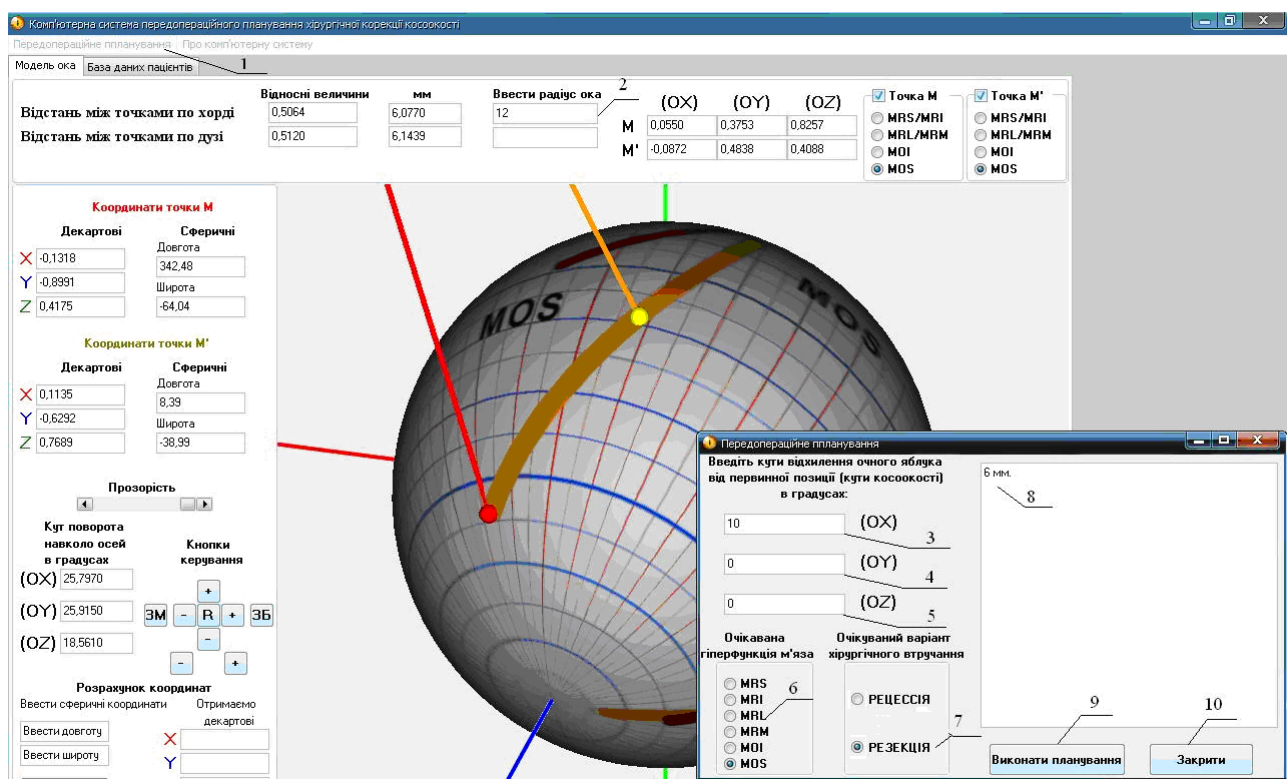 Комп'ютерна система передопераційного планування хірургічної корекції косоокості
Передопераційне ппланування Про комп'ютерну систему
1
Модель ока База даних пацієнтів
Відносні величини мм Ввести радіус ока 2 (OX) (OY) (OZ) Точка М Точка М'
Відстань між точками по хорді 0,5064 6,0770 12
M 0,0550 0,3753 0,8257
MRS/MRI MRS/MRI
Відстань між точками по дузі 0,5120 6,1439
MRL/MRM MRL/MRM
M' -0,0872 0,4838 0,4088
MOI MOI
MOS MOS
Координати точки М
Декартові Сферичні
Довгота
X -0,1318 342,48
Y -0,8991 Широта
Z 0,4175 -64,04
Координати точки М'
Декартові Сферичні
Довгота
X 0,1135 8,39
Y -0,6292 Широта
Z 0,7689 -38,99
Прозорість
Кут поворота
навколо осей
в градусах
Кнопки
керування
(OX) 25,7970
(OY) 25,9150
(OZ) 18,5610
+
ЗМ - R + ЗБ
-
- +
Розрахунок координат
Ввести сферичні координати Отримаємо
декартові
Ввести довготу X
Ввести широту Y
MOS
MOS
Передопераційне ппланування
Введіть кути відхилення очного яблука
від первинної позиції (кути косоокості)
в градусах:
10 (OX)
3
0 (OY)
4
0 (OZ)
5
6 мм.
8
Очікавана
гіперфункція м'яза
MRS
MRI
MRL
MRM
MOI
MOS
6
Очікуваний варіант
хірургічного втручання
РЕЦЕССІЯ
РЕЗЕКЦІЯ
7
9 10
Виконати планування Закрити